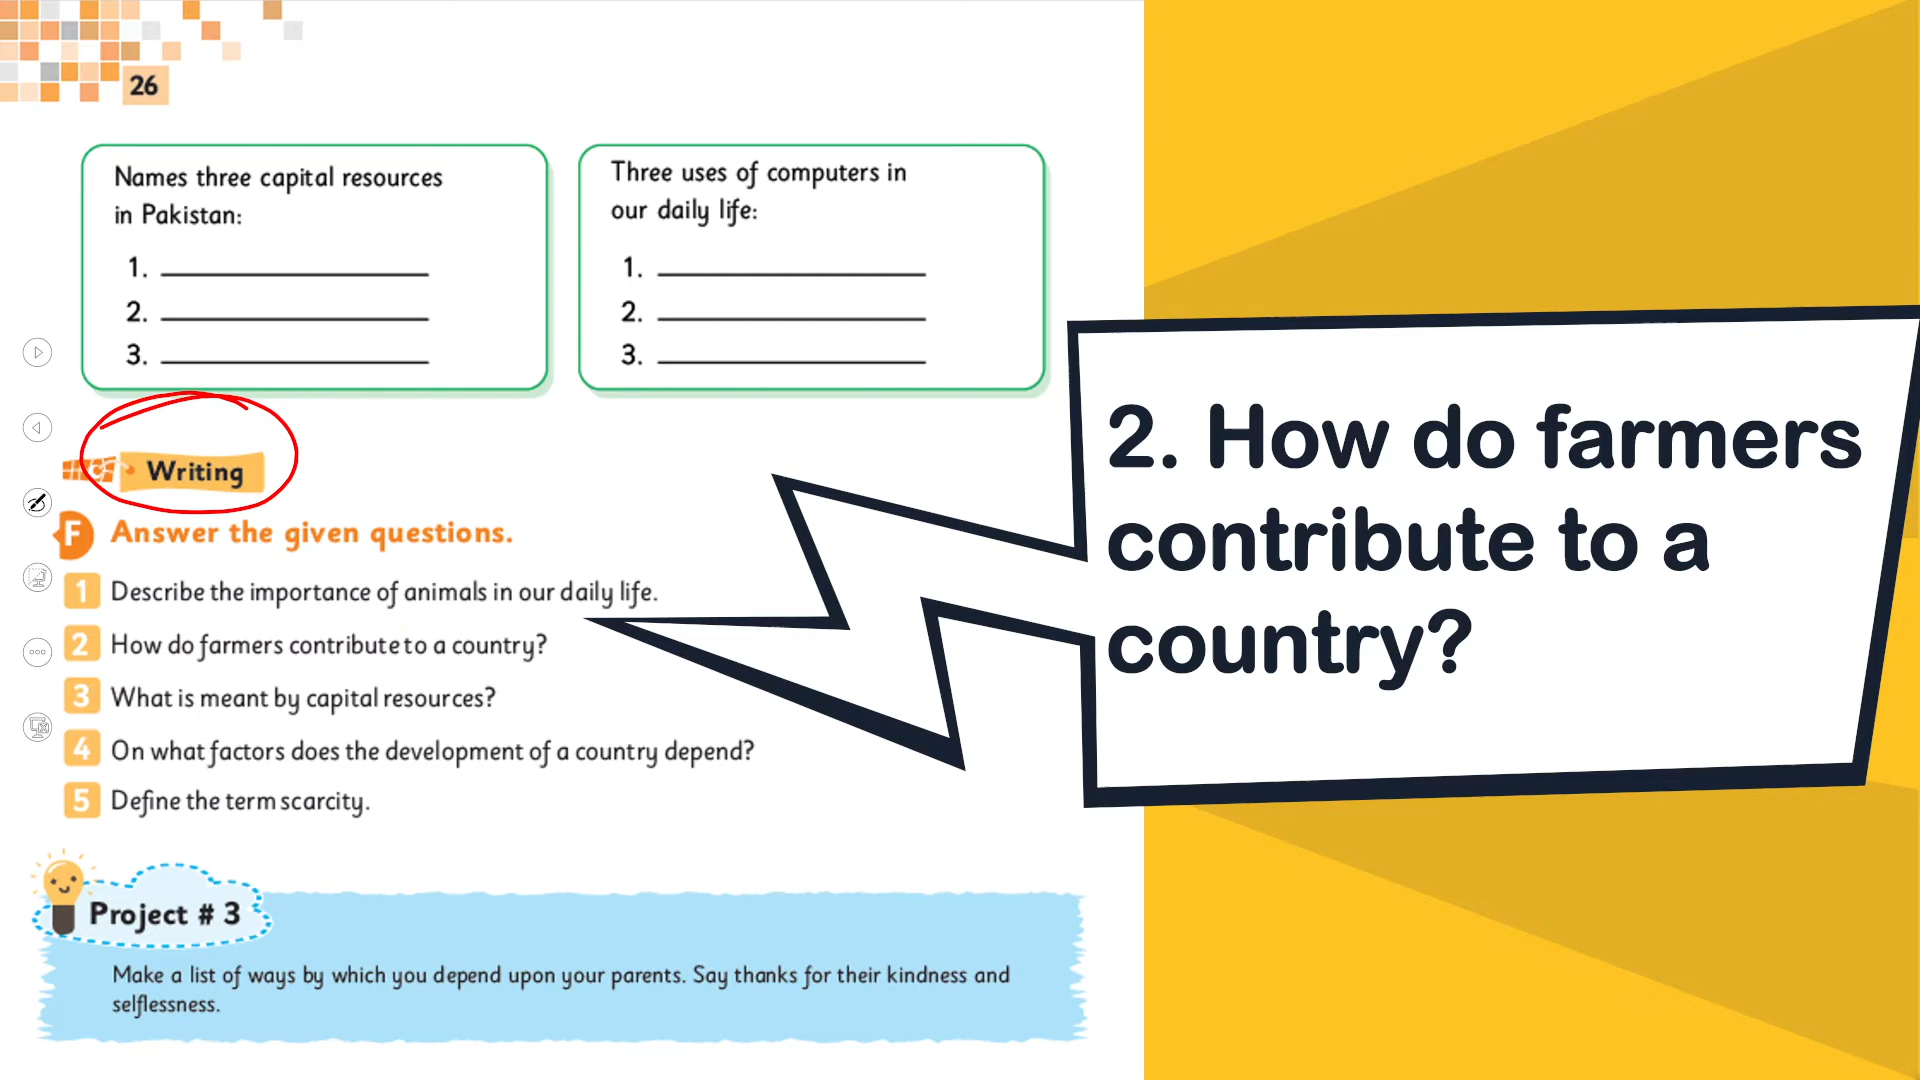 26
Names three capital resources
in Pakistan:
1.
2.
3.
Three uses of computers in
our daily life:
1.
2.
3.
Writing
F Answer the given questions.
1 Describe the importance of animals in our daily life.
2 How do farmers contribute to a country?
3 What is meant by capital resources?
4 On what factors does the development of a country depend?
5 Define the term scarcity.
Project # 3
Make a list of ways by which you depend upon your parents. Say thanks for their kindness and
selflessness.
2. How do farmers
contribute to a
country?